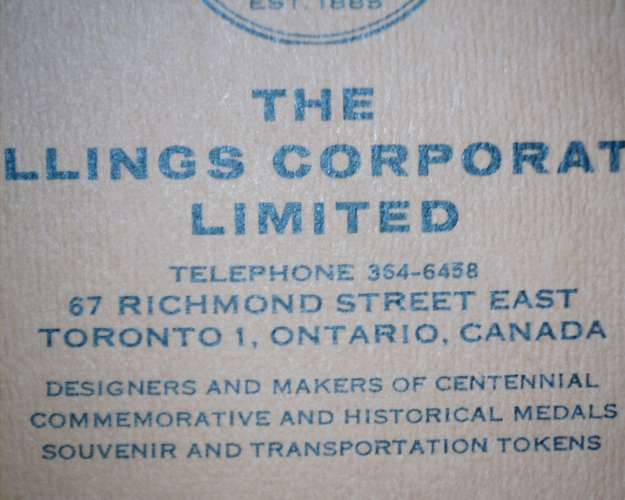 EST. 1885
THE
LLINGS CORPORAT
LIMITED
TELEPHONE 364-6458
67 RICHMOND STREET EAST
TORONTO 1, ONTARIO, CANADA
DESIGNERS AND MAKERS OF CENTENNIAL
COMMEMORATIVE AND HISTORICAL MEDALS
SOUVENIR AND TRANSPORTATION TOKENS